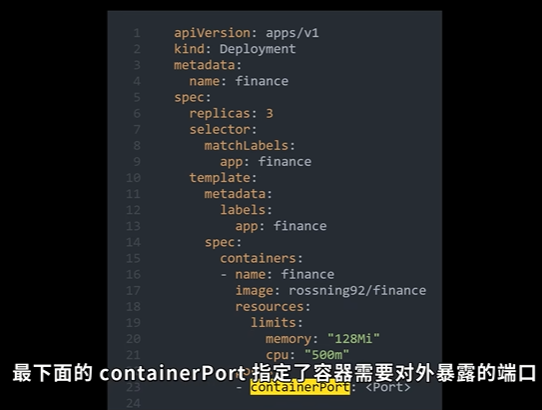 1 apiVersion: apps/v1
2 kind: Deployment
3 metadata:
4 name: finance
5 spec:
6 replicas: 3
7 selector:
8 matchLabels:
9 app: finance
10 template:
11 metadata:
12 labels:
13 app: finance
14 spec:
15 containers:
16 - name: finance
17 image: rossning92/finance
18 resources:
19 limits:
20 memory: "128Mi"
21 cpu: "500m"
最下面的 containerPort 指定了容器需要对外暴露的端口
23 - containerPort: <Port>
24